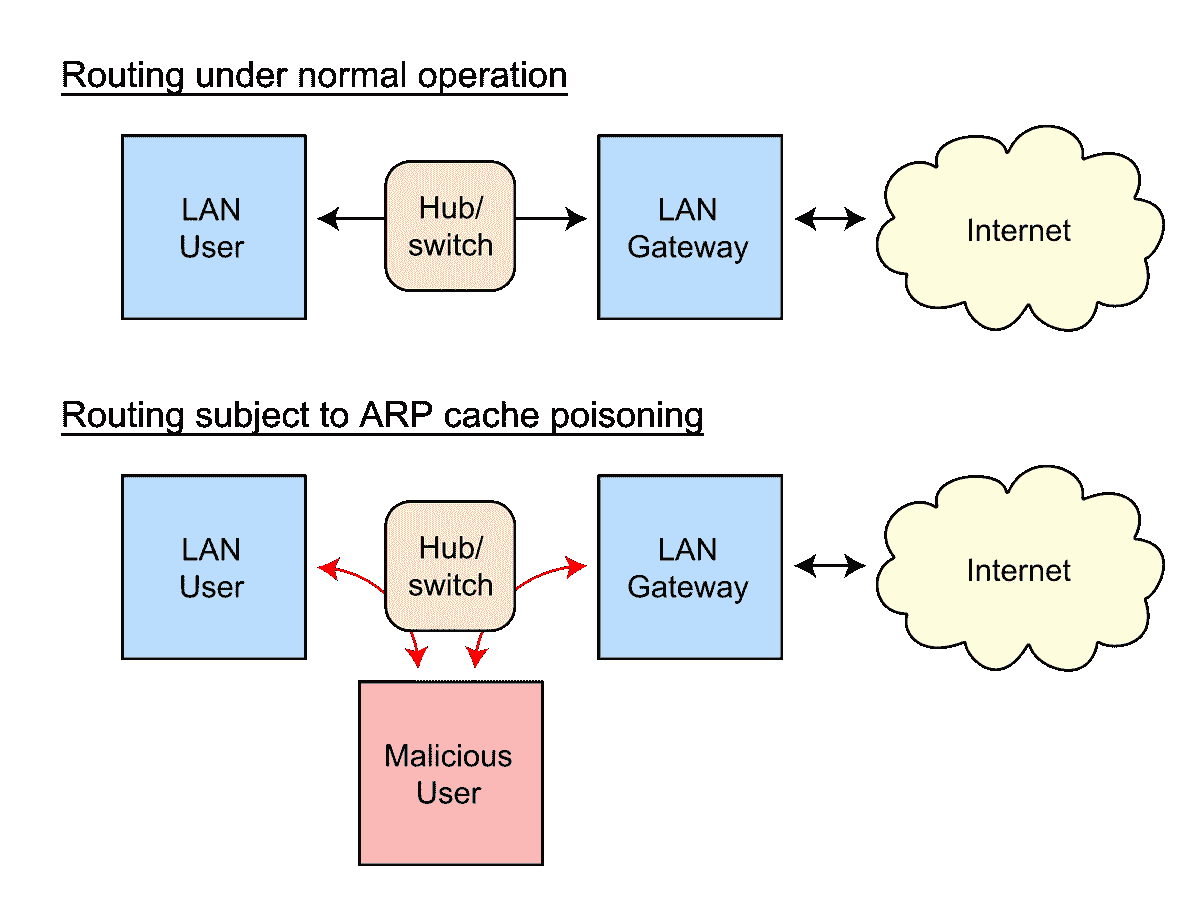 Routing under normal operation
LAN
User
Hub/
switch
LAN
Gateway
Internet
Routing subject to ARP cache poisoning
LAN
User
Hub/
switch
LAN
Gateway
Internet
Malicious
User